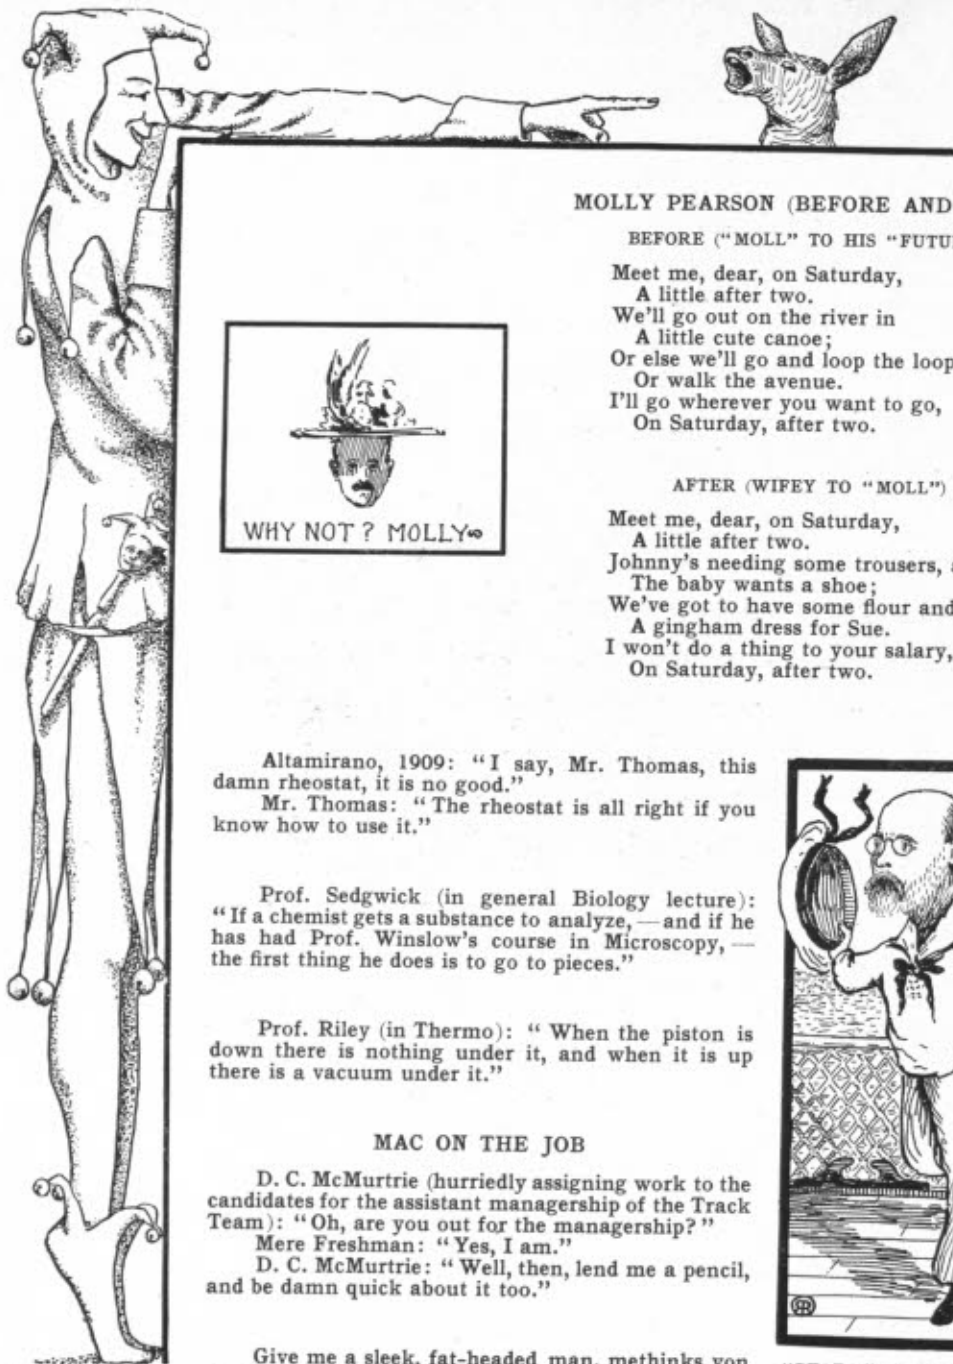 MOLLY PEARSON (BEFORE AND
BEFORE ("MOLL" TO HIS "FUTU
Meet me, dear, on Saturday,
A little after two.
We'll go out on the river in
A little cute canoe;
Or else we'll go and loop the loop
Or walk the avenue.
I'll go wherever you want to go,
On Saturday, after two.
WHY NOT? MOLLY
AFTER (WIFEY TO "MOLL")
Meet me, dear, on Saturday,
A little after two.
Johnny's needing some trousers,
The baby wants a shoe;
We've got to have some flour and
A gingham dress for Sue.
I won't do a thing to your salary,
On Saturday, after two.
Altamirano, 1909: "I say, Mr. Thomas, this
damn rheostat, it is no good."
Mr. Thomas: "The rheostat is all right if you
know how to use it."
Prof. Sedgwick (in general Biology lecture):
"If a chemist gets a substance to analyze, — and if he
has had Prof. Winslow's course in Microscopy, —
the first thing he does is to go to pieces."
Prof. Riley (in Thermo): "When the piston is
down there is nothing under it, and when it is up
there is a vacuum under it."
MAC ON THE JOB
D. C. McMurtrie (hurriedly assigning work to the
candidates for the assistant managership of the Track
Team): "Oh, are you out for the managership?"
Mere Freshman: "Yes, I am."
D. C. McMurtrie: "Well, then, lend me a pencil,
and be damn quick about it too."
Give me a sleek, fat-headed man, methinks yon